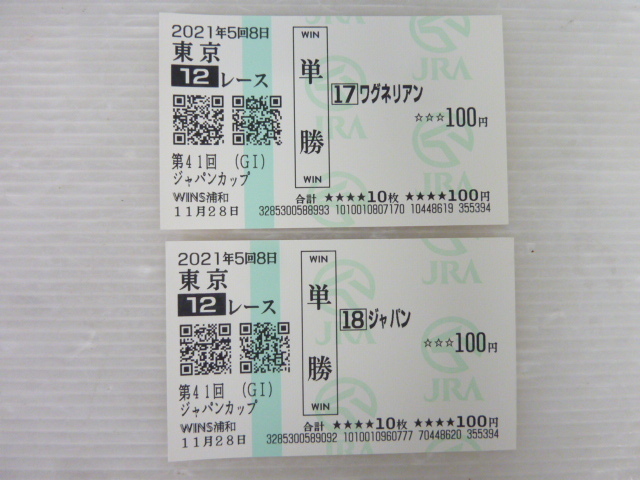 2021年5回8日
東京
12レース
第41回 (GI)
ジャパンカップ
WINS浦和
11月28日
WIN
単勝
WIN
JRA
17ワグネリアン
☆☆☆100円
合計 ★★★★10枚 ★★★★100円
3285300588993 1010010807170 10448619 355394
2021年5回8日
東京
12レース
第41回 (GI)
ジャパンカップ
WINS浦和
11月28日
WIN
単勝
WIN
JRA
JRA
18ジャパン
☆☆☆100円
合計 ★★★★10枚 ★★★★100円
3285300589092 1010010960777 70448620 355394